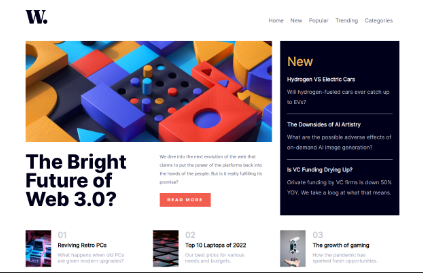 W.
Home New Popular Trending Categories
New
Hydrogen VS Electric Cars
Will hydrogen-fueled cars ever catch up
to EVs?
The Downsides of AI Artistry
What are the possible adverse effects of
on-demand AI image generation?
Is VC Funding Drying Up?
Private funding by VC firms is down 50%
YOY. We take a look at what that means.
The Bright
Future of
Web 3.0?
We dive into the next evolution of the web that
claims to put the power of the platforms back into
the hands of the people. But is it really fulfilling its
promise?
READ MORE
01
Reviving Retro PCs
What happens when old PCs
are given modern upgrades?
02
Top 10 Laptops of 2022
Our best picks for various
needs and budgets.
03
The growth of gaming
How the pandemic has
sparked fresh opportunities.